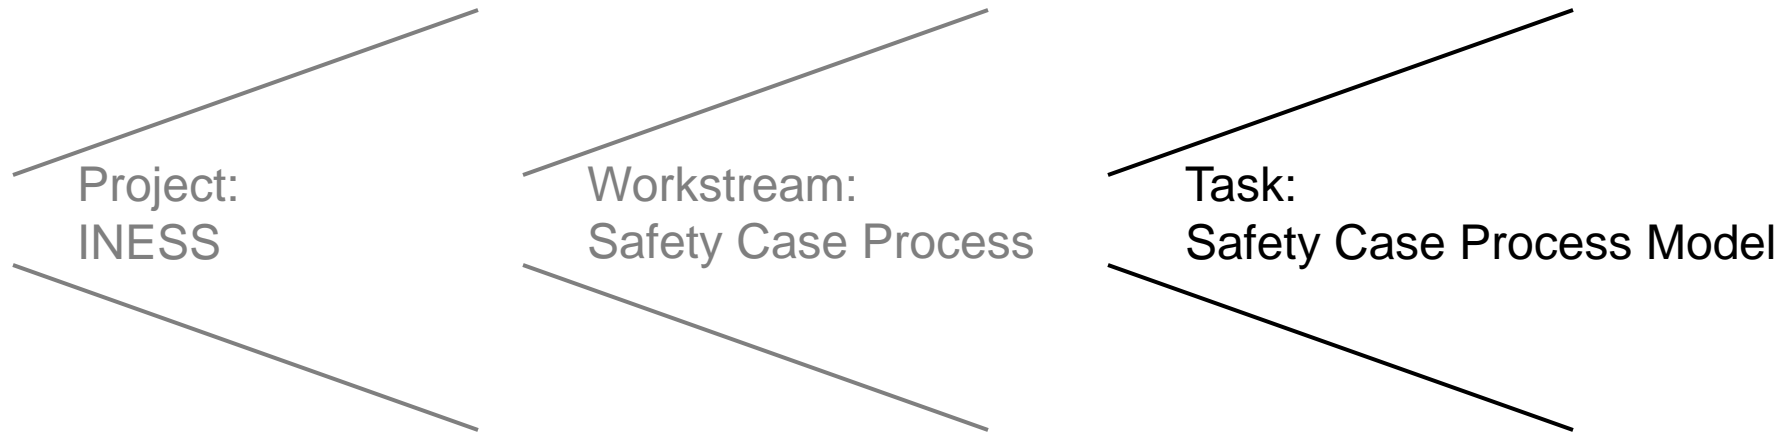 Project:
INESS
Workstream:
Safety Case Process
Task:
Safety Case Process Model